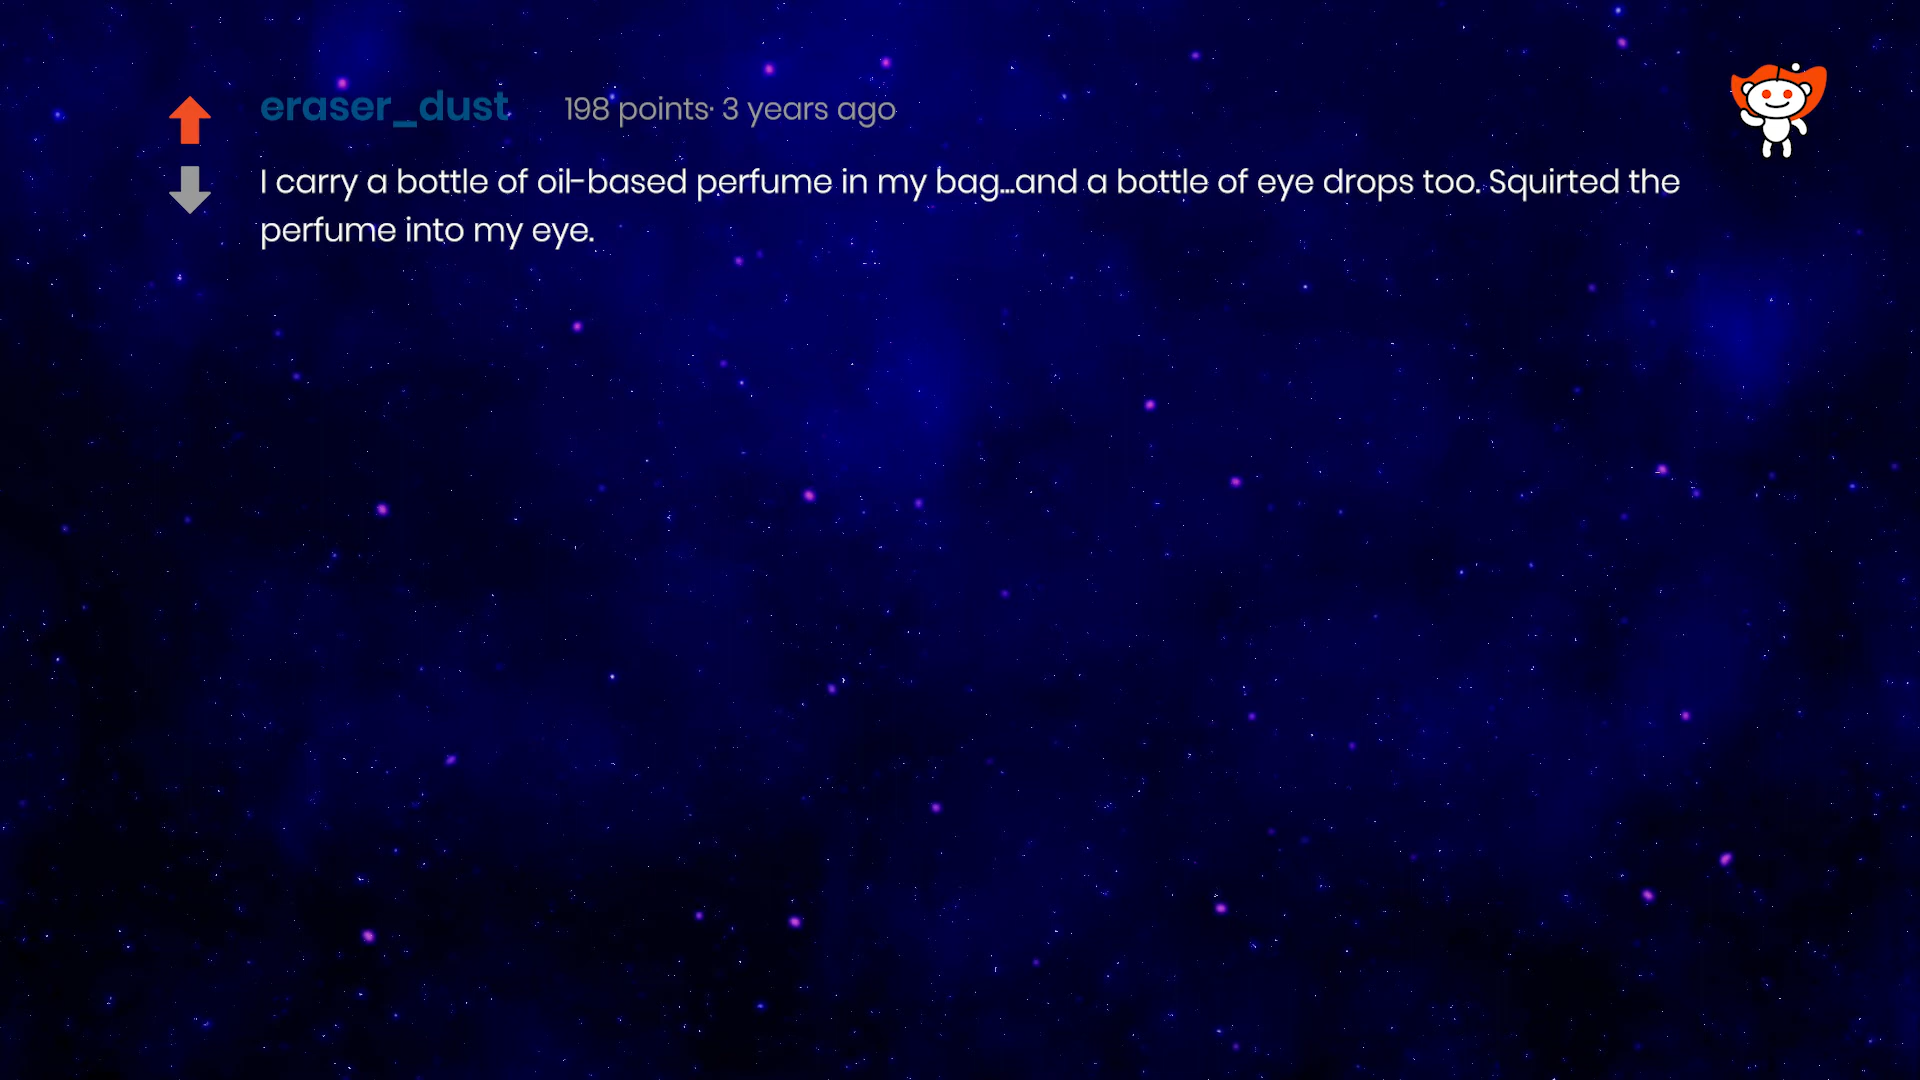 eraser_dust 198 points· 3 years ago
I carry a bottle of oil-based perfume in my bag...and a bottle of eye drops too. Squirted the
perfume into my eye.